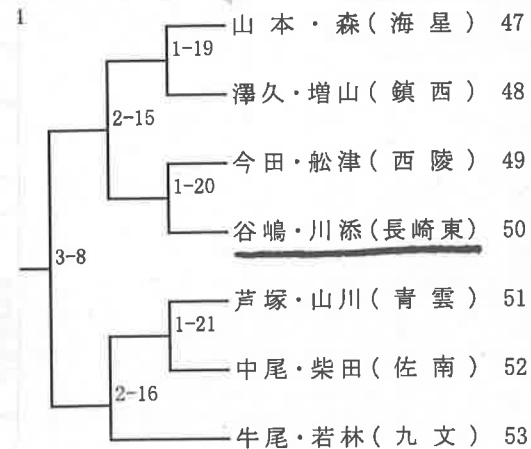 1
山本・森(海星) 47
1-19
澤久・増山(鎮西) 48
2-15
今田・舩津(西陵) 49
1-20
谷嶋・川添(長崎東) 50
3-8
芦塚・山川(青雲) 51
1-21
中尾・柴田(佐南) 52
2-16
牛尾・若林(九文) 53